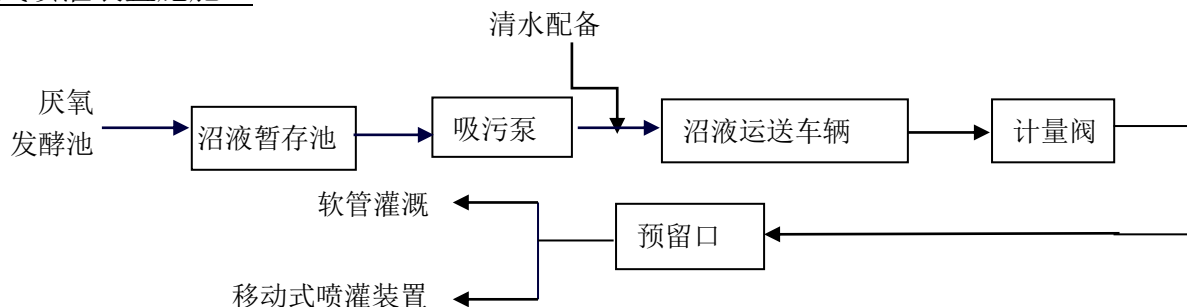 清水配备
厌氧
发酵池
沼液暂存池
吸污泵
沼液运送车辆
计量阀
软管灌溉
预留口
移动式喷灌装置